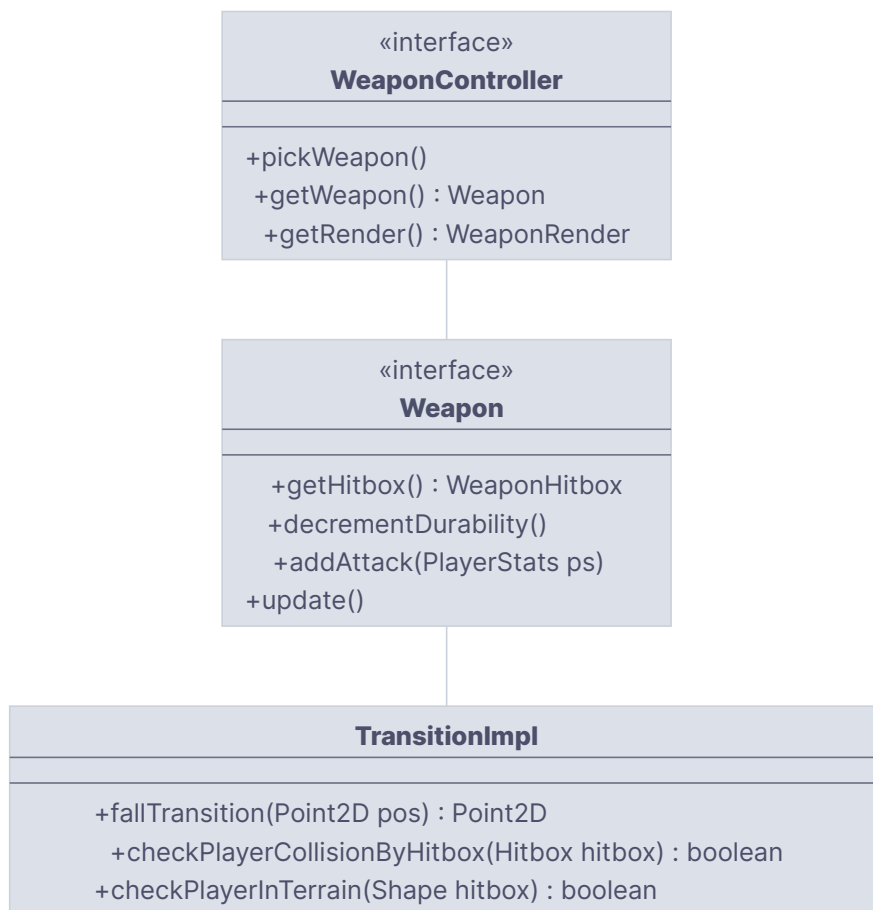 «interface»
WeaponController
+pickWeapon()
+getWeapon() : Weapon
+getRender() : WeaponRender
«interface»
Weapon
+getHitbox() : WeaponHitbox
+decrementDurability()
+addAttack(PlayerStats ps)
+update()
TransitionImpl
+fallTransition(Point2D pos) : Point2D
+checkPlayerCollisionByHitbox(Hitbox hitbox) : boolean
+checkPlayerInTerrain(Shape hitbox) : boolean